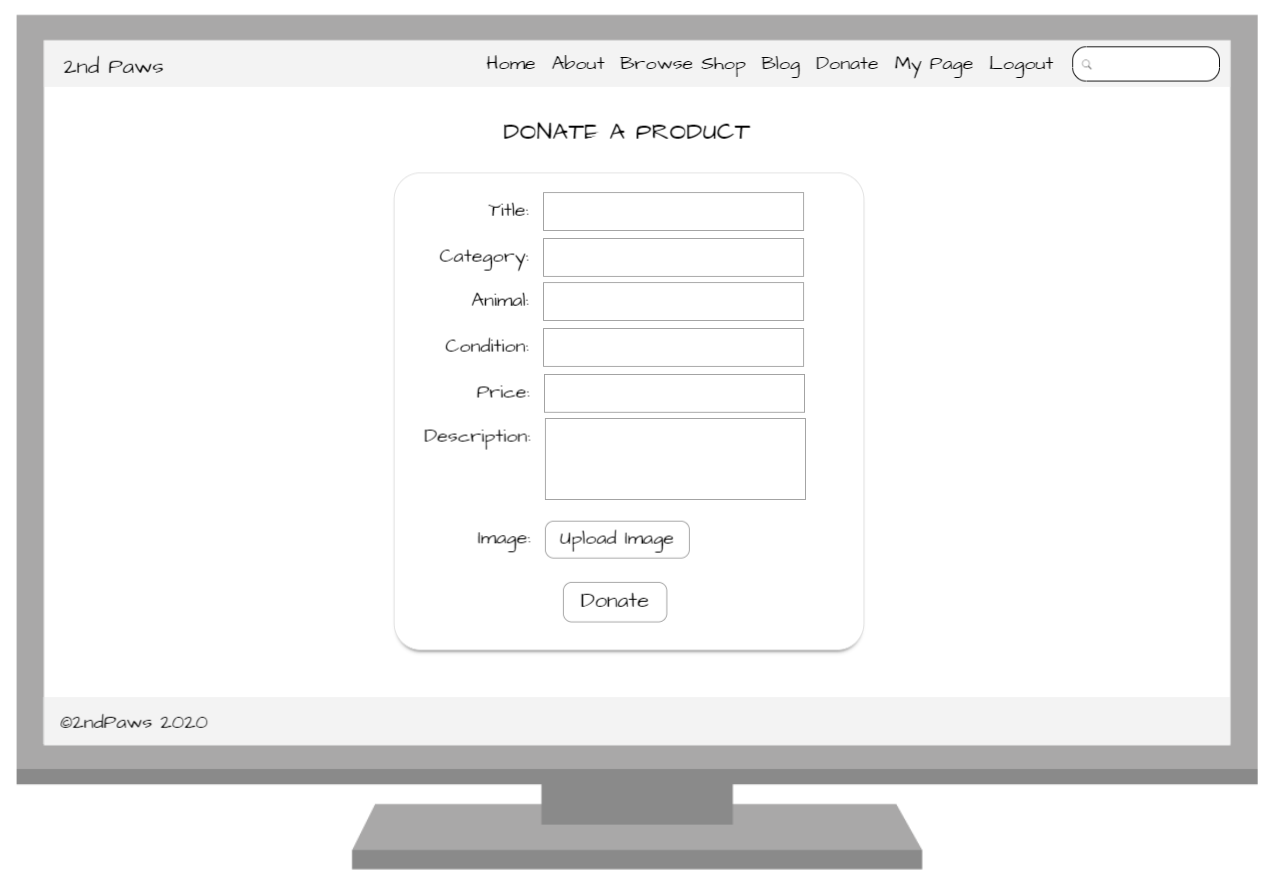 2nd Paws Home About Browse Shop Blog Donate My Page Logout
DONATE A PRODUCT
Title:
Category:
Animal:
Condition:
Price:
Description:
Image: Upload Image
Donate
©2ndPaws 2020